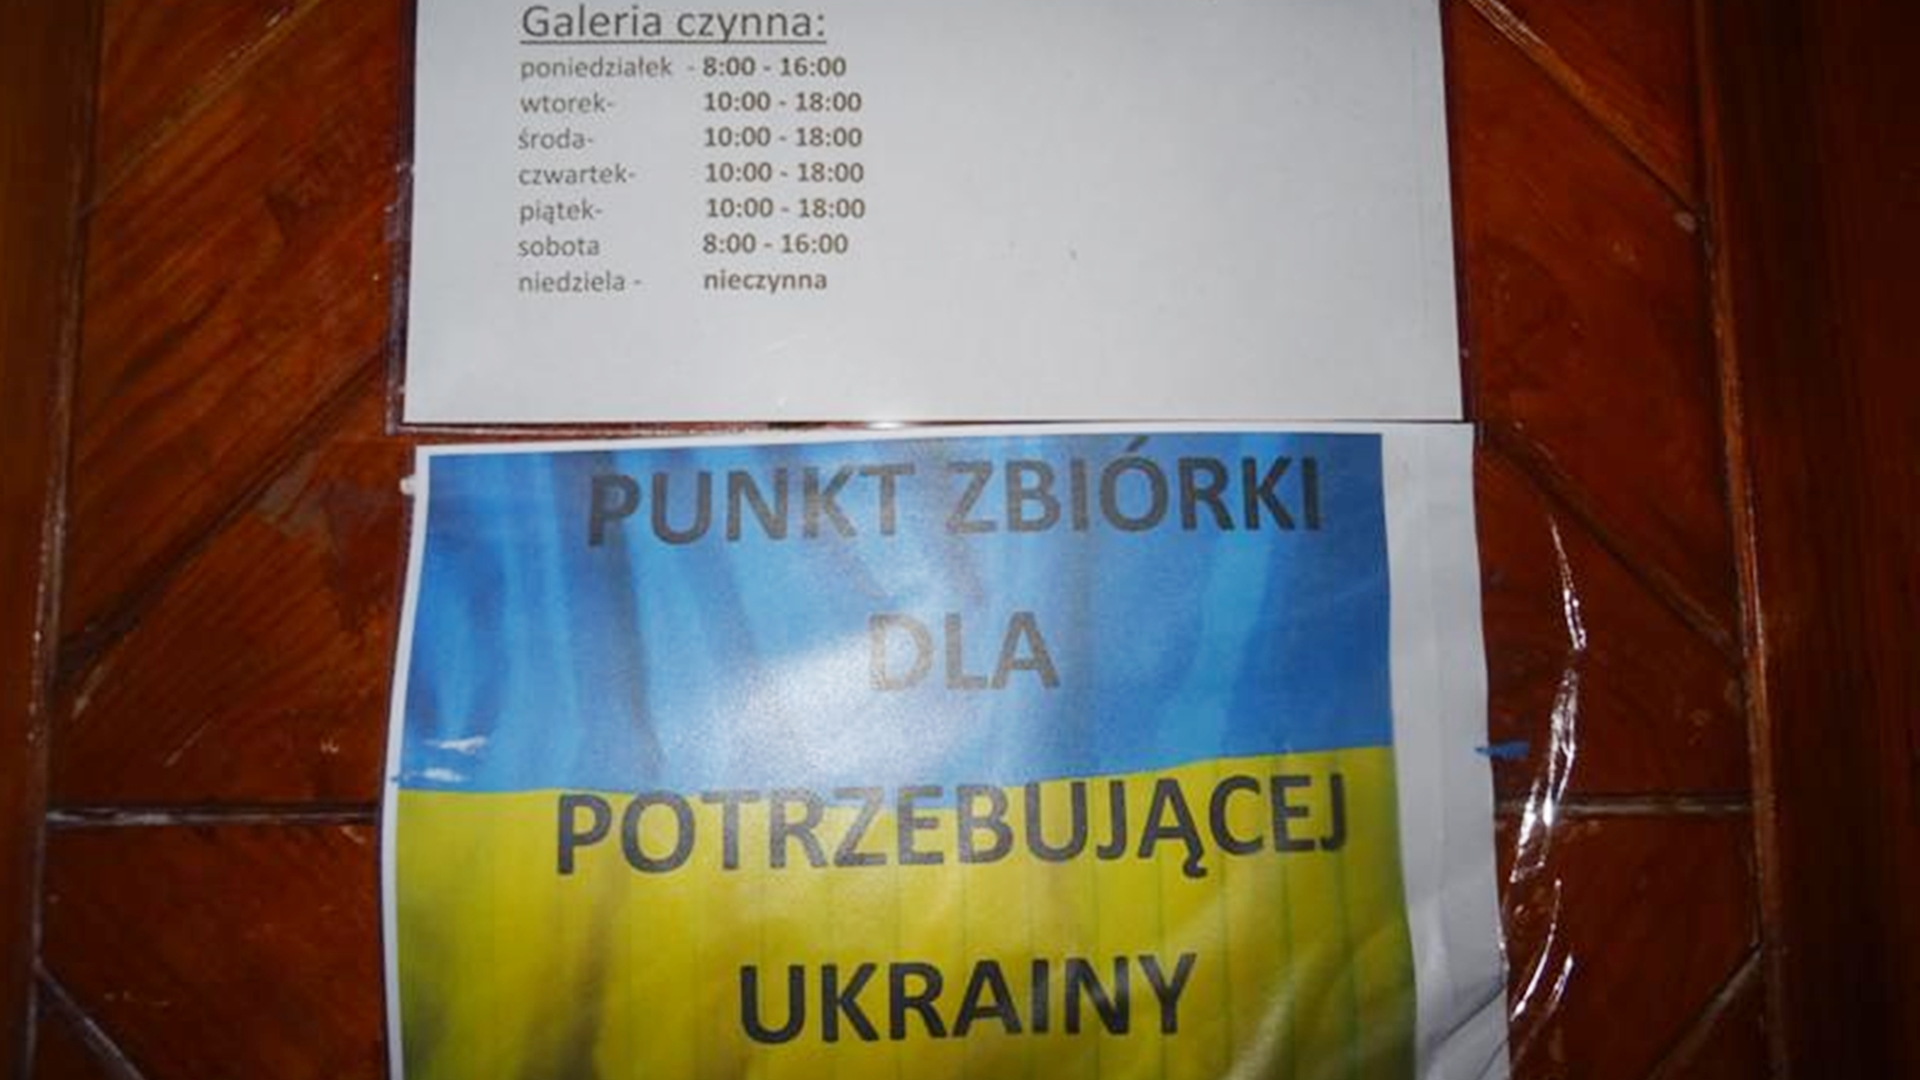 Galeria czynna:
poniedziałek - 8:00 - 16:00
wtorek- 10:00 - 18:00
środa- 10:00 - 18:00
czwartek- 10:00 - 18:00
piątek- 10:00 - 18:00
sobota 8:00 - 16:00
niedziela - nieczynna
PUNKT ZBIÓRKI
DLA
POTRZEBUJĄCEJ
UKRAINY